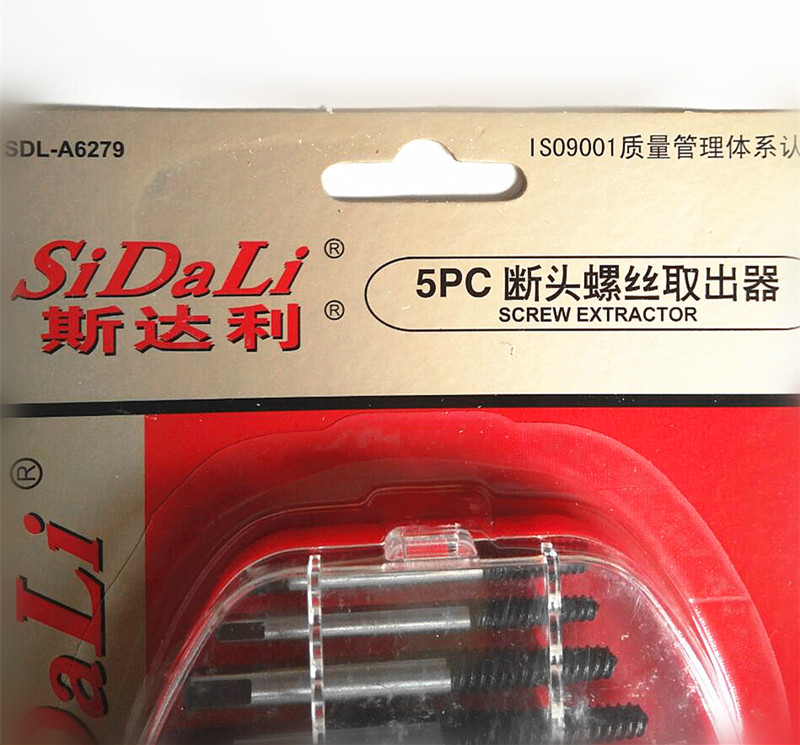 SDL-A6279
ISO9001质量管理体系认
SiDaLi®
斯达利®
5PC 断头螺丝取出器
SCREW EXTRACTOR
DaLi®